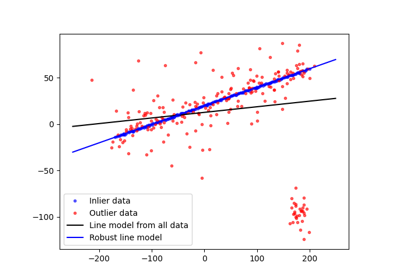 50
0
−50
−100
Inlier data
Outlier data
Line model from all data
Robust line model
−200
−100
0
100
200